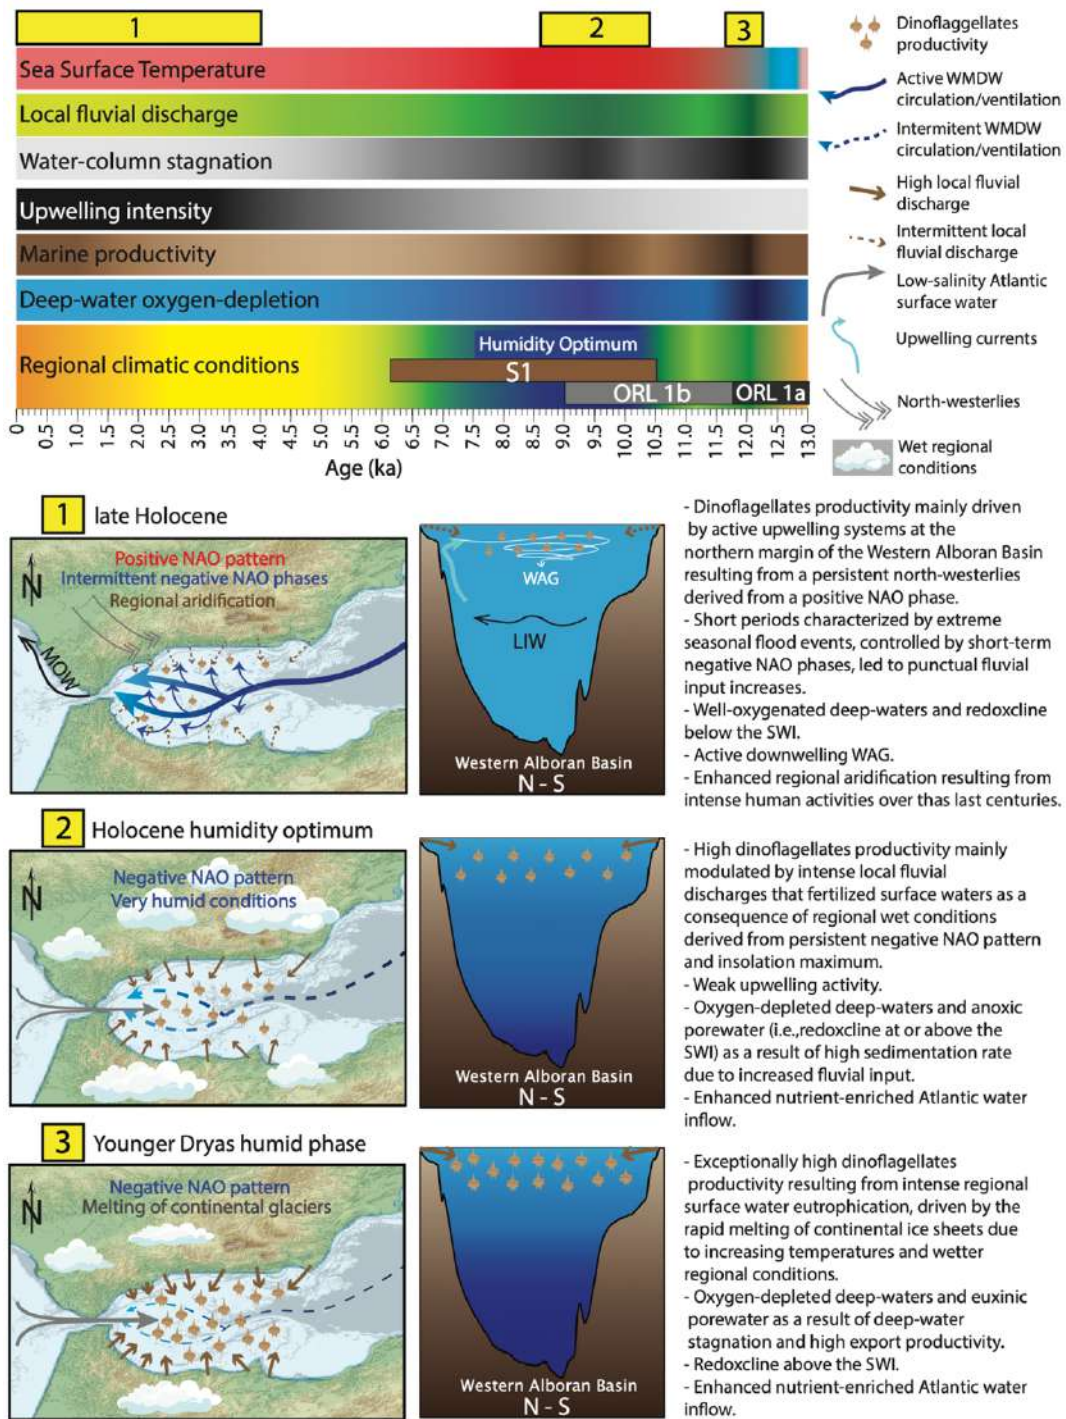 1
2
3
Sea Surface Temperature
Local fluvial discharge
Water-column stagnation
Upwelling intensity
Marine productivity
Deep-water oxygen-depletion
Regional climatic conditions
Humidity Optimum
S1
ORL 1b
ORL 1a
0
0.5
1.0
1.5
2.0
2.5
3.0
3.5
4.0
4.5
5.0
5.5
6.0
6.5
7.0
7.5
8.0
8.5
9.0
9.5
10.0
10.5
11.0
11.5
12.0
12.5
13.0
Age (ka)
Dinoflaggellates
productivity
Active WMDW
circulation/ventilation
Intermitent WMDW
circulation/ventilation
High local fluvial
discharge
Intermittent local
fluvial discharge
Low-salinity Atlantic
surface water
Upwelling currents
North-westerlies
Wet regional
conditions
1 late Holocene
N
Positive NAO pattern
Intermittent negative NAO phases
Regional aridification
MOW
WAG
LIW
Western Alboran Basin
N - S
- Dinoflagellates productivity mainly driven
by active upwelling systems at the
northern margin of the Western Alboran Basin
resulting from a persistent north-westerlies
derived from a positive NAO phase.
- Short periods characterized by extreme
seasonal flood events, controlled by short-term
negative NAO phases, led to punctual fluvial
input increases.
- Well-oxygenated deep-waters and redoxcline
below the SWI.
- Active downwelling WAG.
- Enhanced regional aridification resulting from
intense human activities over thas last centuries.
2 Holocene humidity optimum
N
Negative NAO pattern
Very humid conditions
Western Alboran Basin
N - S
- High dinoflagellates productivity mainly
modulated by intense local fluvial
discharges that fertilized surface waters as a
consequence of regional wet conditions
derived from persistent negative NAO pattern
and insolation maximum.
- Weak upwelling activity.
- Oxygen-depleted deep-waters and anoxic
porewater (i.e.,redoxcline at or above the
SWI) as a result of high sedimentation rate
due to increased fluvial input.
- Enhanced nutrient-enriched Atlantic water
inflow.
3 Younger Dryas humid phase
N
Negative NAO pattern
Melting of continental glaciers
Western Alboran Basin
N - S
- Exceptionally high dinoflagellates
productivity resulting from intense regional
surface water eutrophication, driven by the
rapid melting of continental ice sheets due
to increasing temperatures and wetter
regional conditions.
- Oxygen-depleted deep-waters and euxinic
porewater as a result of deep-water
stagnation and high export productivity.
- Redoxcline above the SWI.
- Enhanced nutrient-enriched Atlantic water
inflow.